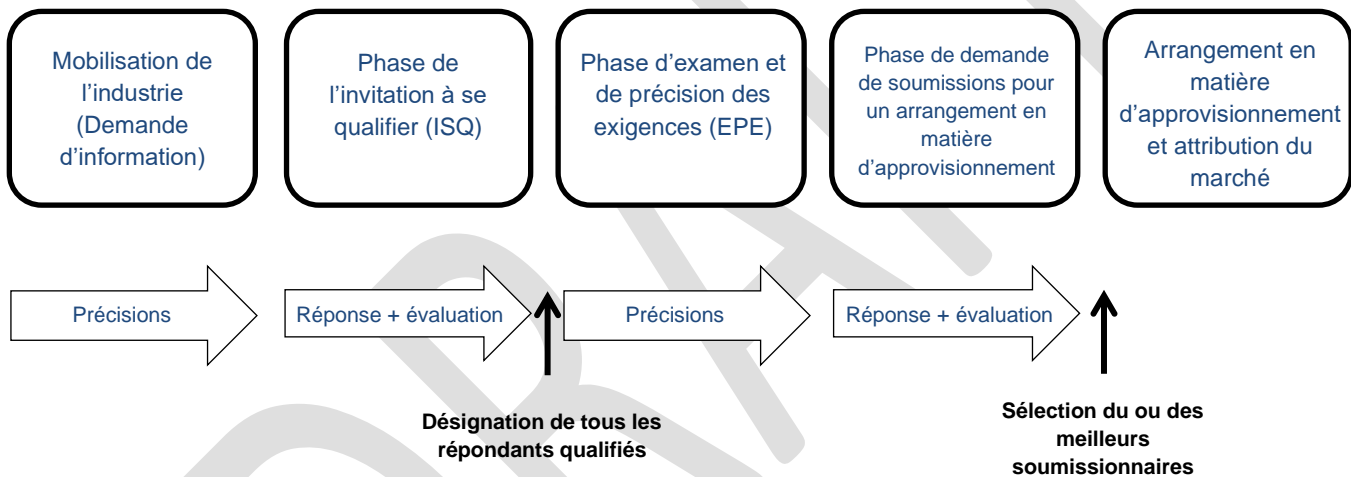 Mobilisation de
l'industrie
(Demande
d'information)
Phase de
l'invitation à se
qualifier (ISQ)
Phase d'examen et
de précision des
exigences (EPE)
Phase de demande
de soumissions pour
un arrangement en
matière
d'approvisionnement
Arrangement en
matière
d'approvisionnement
et attribution du
marché
Précisions
Réponse + évaluation
Précisions
Réponse + évaluation
Désignation de tous les
répondants qualifiés
Sélection du ou des
meilleurs
soumissionnaires